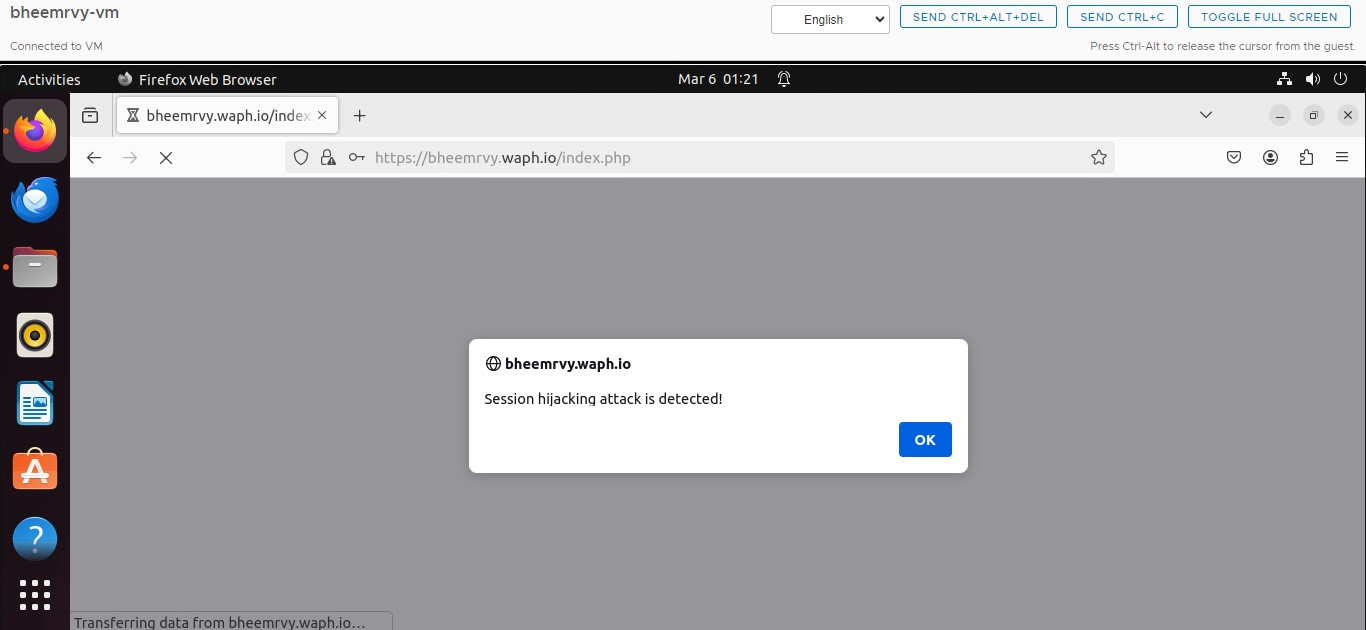 bheemrvy-vm
English
SEND CTRL+ALT+DEL
SEND CTRL+C
TOGGLE FULL SCREEN
Connected to VM
Press Ctrl-Alt to release the cursor from the guest.
Activities
Firefox Web Browser
Mar 6 01:21
bheemrvy.waph.io/index
https://bheemrvy.waph.io/index.php
bheemrvy.waph.io
Session hijacking attack is detected!
OK
Transferring data from bheemrvy.waph.io…